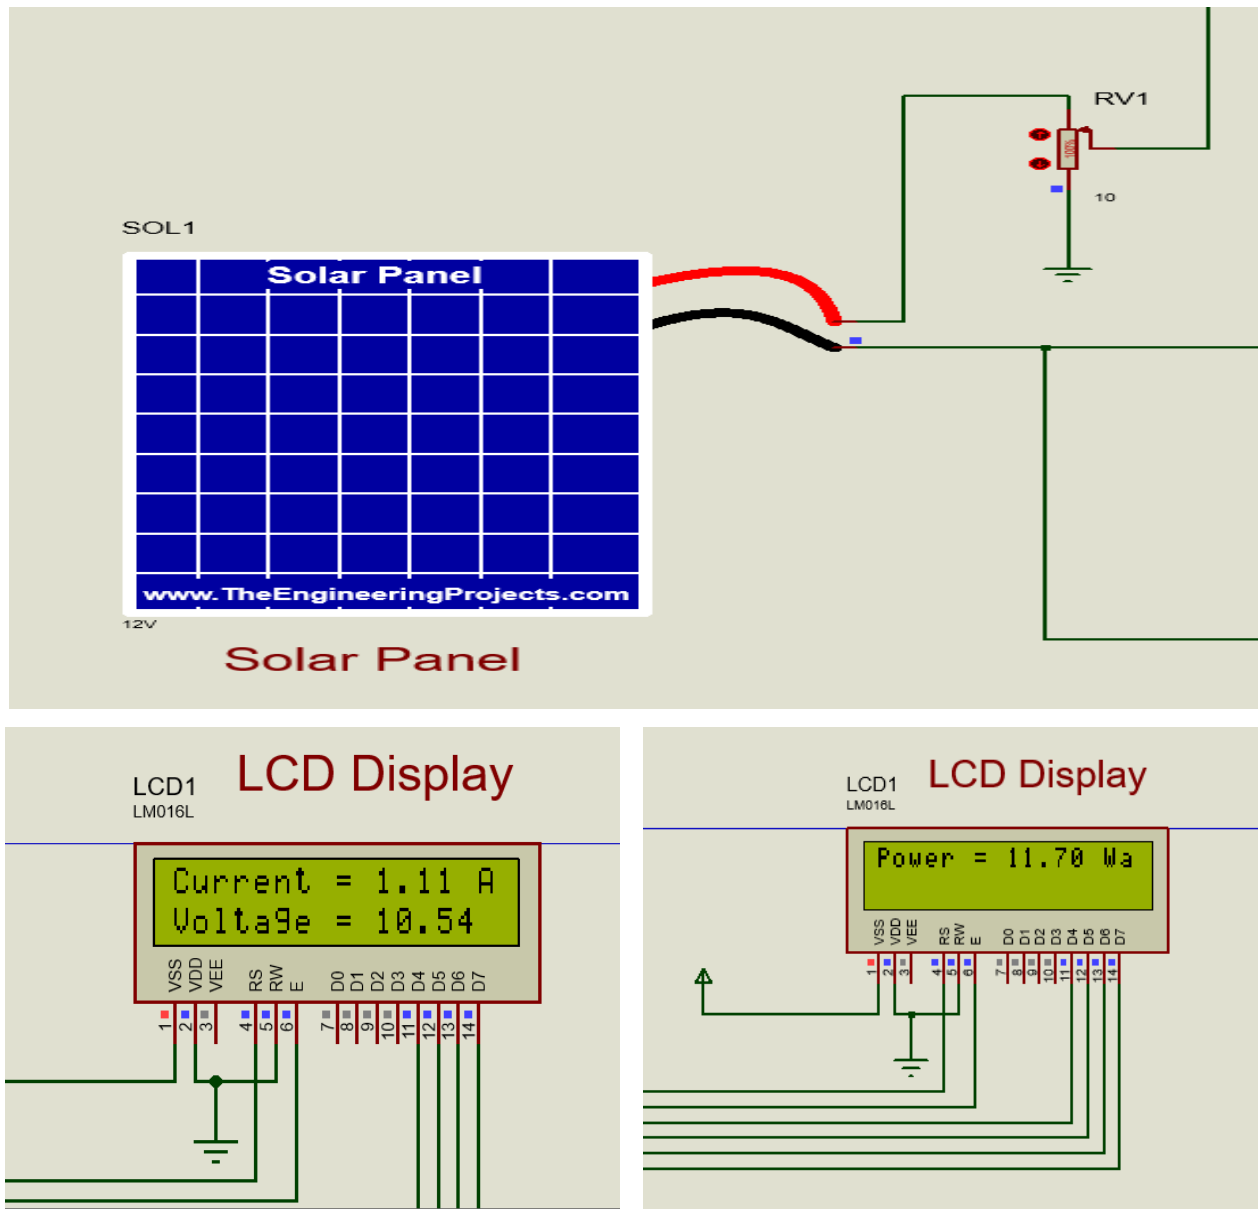 RV1
100%
10
SOL1
Solar Panel
www.TheEngineeringProjects.com
12V
Solar Panel
LCD Display
LCD1
LM016L
Current = 1.11 A
Voltage = 10.54
VSS
VDD
VEE
RS
RW
E
D0
D1
D2
D3
D4
D5
D6
D7
1
2
3
4
5
6
7
8
9
10
11
12
13
14
LCD Display
LCD1
LM016L
Power = 11.70 Wa
VSS
VDD
VEE
RS
RW
E
D0
D1
D2
D3
D4
D5
D6
D7
1
2
3
4
5
6
7
8
9
10
11
12
13
14